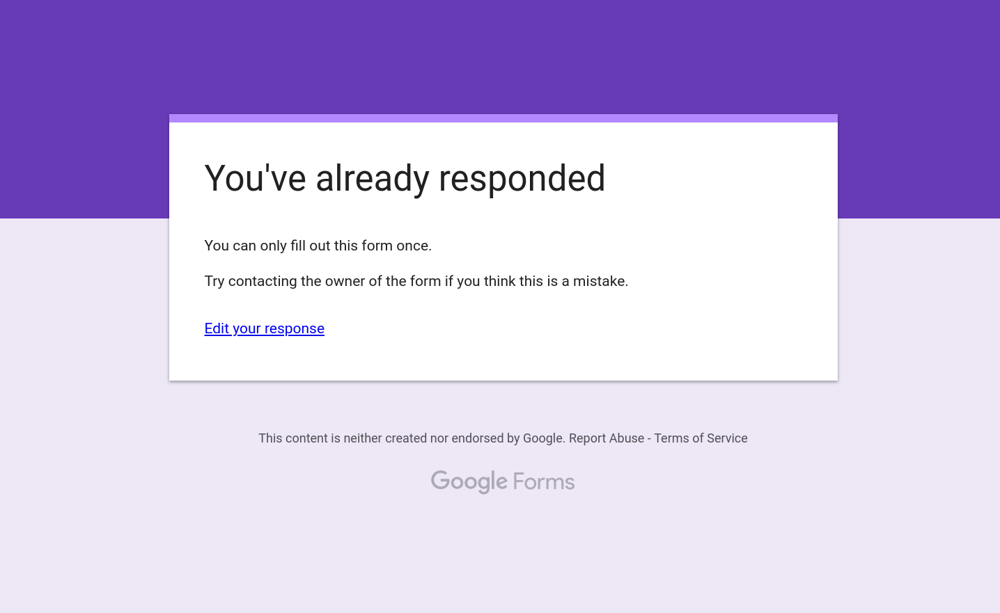 You've already responded
You can only fill out this form once.
Try contacting the owner of the form if you think this is a mistake.
Edit your response
This content is neither created nor endorsed by Google. Report Abuse - Terms of Service
Google Forms